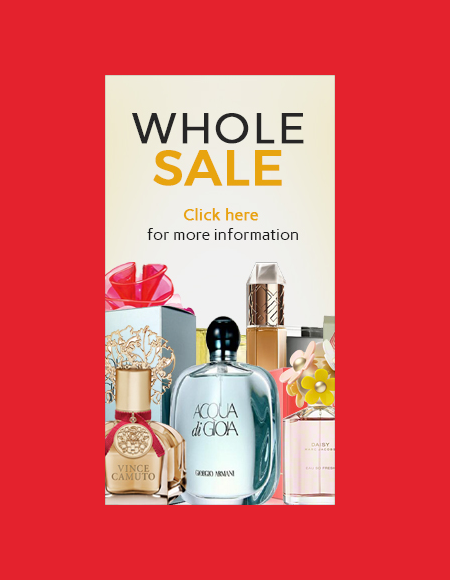 WHOLE
SALE
Click here
for more information
ACQUA
di GIOIA
GIORGIO ARMANI
VINCE
CAMUTO
DAISY
MARC JACOBS